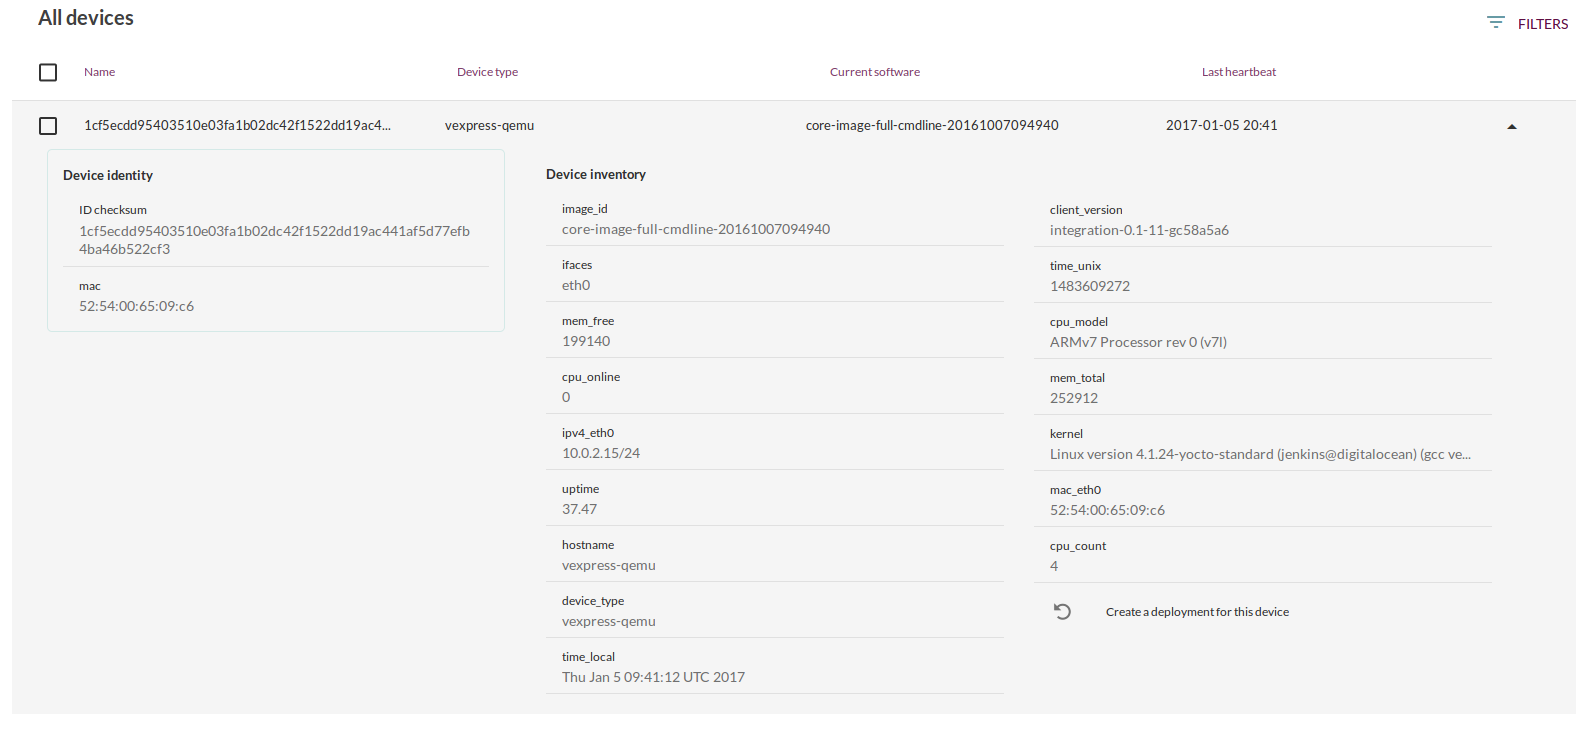 All devices
FILTERS
Name
Device type
Current software
Last heartbeat
1cf5ecdd95403510e03fa1b02dc42f1522dd19ac4...
vexpress-qemu
core-image-full-cmdline-20161007094940
2017-01-05 20:41
Device identity
ID checksum
1cf5ecdd95403510e03fa1b02dc42f1522dd19ac441af5d77efb
4ba46b522cf3
mac
52:54:00:65:09:c6
Device inventory
image_id
core-image-full-cmdline-20161007094940
ifaces
eth0
mem_free
199140
cpu_online
0
ipv4_eth0
10.0.2.15/24
uptime
37.47
hostname
vexpress-qemu
device_type
vexpress-qemu
time_local
Thu Jan 5 09:41:12 UTC 2017
client_version
integration-0.1-11-gc58a5a6
time_unix
1483609272
cpu_model
ARMv7 Processor rev 0 (v7l)
mem_total
252912
kernel
Linux version 4.1.24-yocto-standard (jenkins@digitalocean) (gcc ve...
mac_eth0
52:54:00:65:09:c6
cpu_count
4
Create a deployment for this device